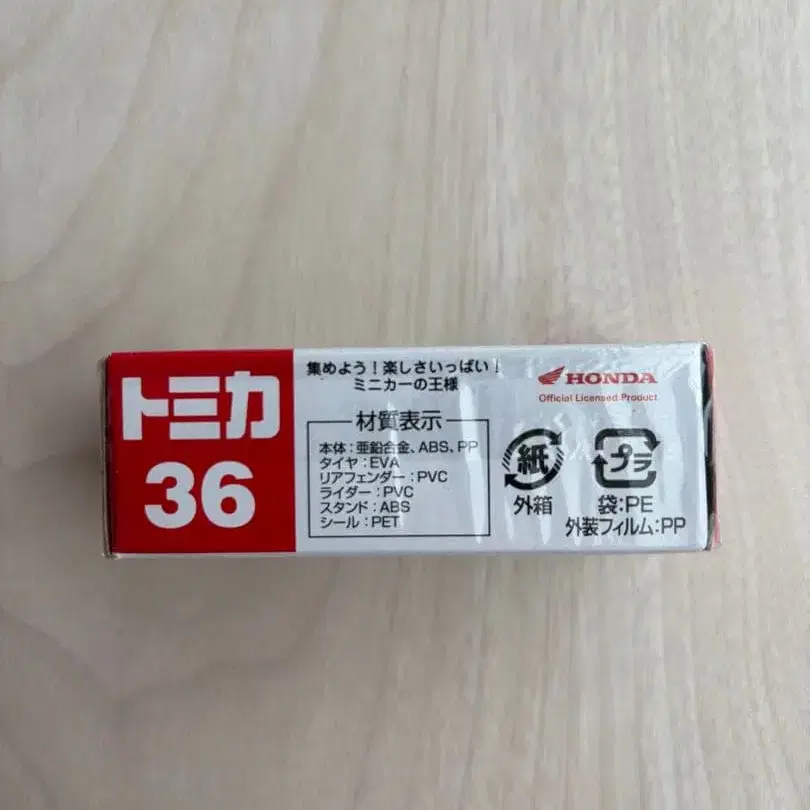 トミカ
36
集めよう！楽しさいっぱい！
ミニカーの王様
材質表示
本体：亜鉛合金、ABS、PP
タイヤ：EVA
リアフェンダー：PVC
ライダー：PVC
スタンド：ABS
シール：PET
HONDA
Official Licensed Product
紙
外箱
プラ
袋:PE
外装フィルム:PP